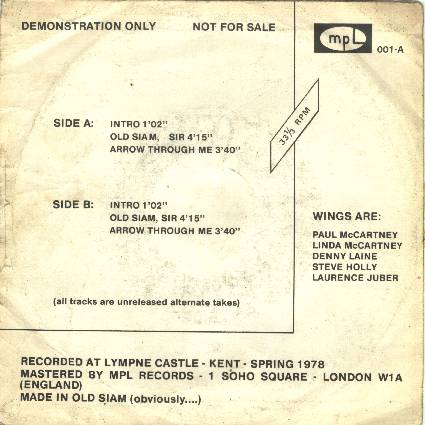 DEMONSTRATION ONLY NOT FOR SALE
mpL
001-A
SIDE A: INTRO 1'02"
OLD SIAM, SIR 4'15"
ARROW THROUGH ME 3'40"
33⅓ RPM
SIDE B: INTRO 1'02"
OLD SIAM, SIR 4'15"
ARROW THROUGH ME 3'40"
WINGS ARE:
PAUL McCARTNEY
LINDA McCARTNEY
DENNY LAINE
STEVE HOLLY
LAURENCE JUBER
(all tracks are unreleased alternate takes)
RECORDED AT LYMPNE CASTLE - KENT - SPRING 1978
MASTERED BY MPL RECORDS - 1 SOHO SQUARE - LONDON W1A
(ENGLAND)
MADE IN OLD SIAM (obviously....)